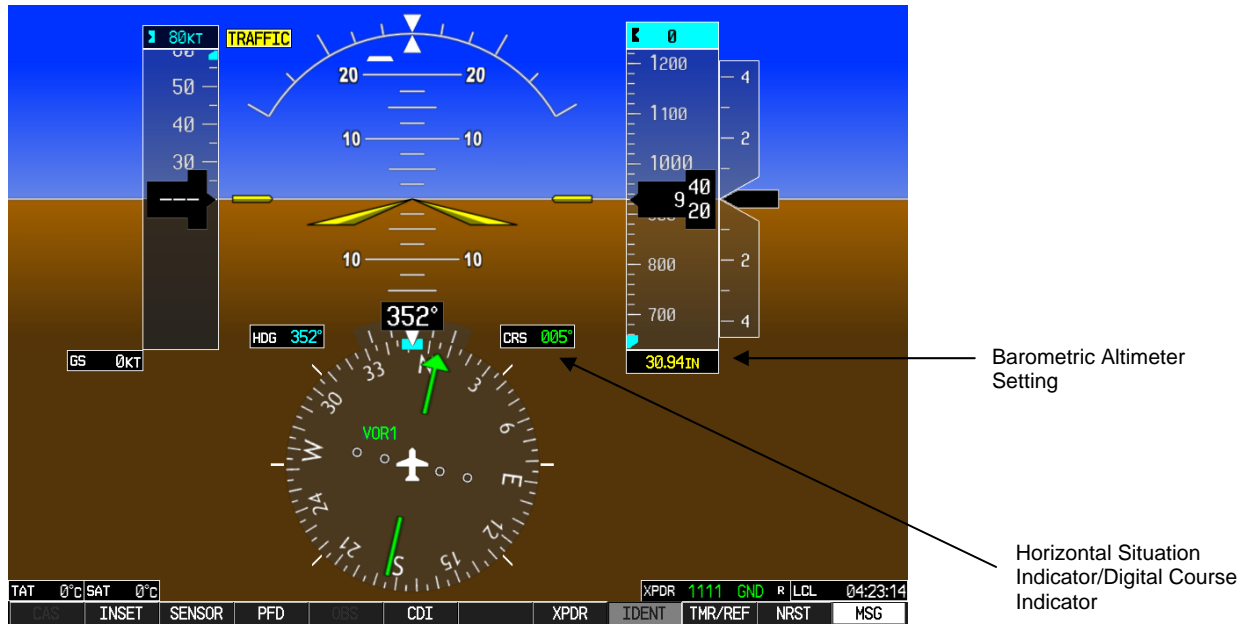 80KT TRAFFIC 0
60
50
40
30
---
20 20
10 10
10 10
1200
1100
1000
900
800
700
9 40
20
4
2
2
4
352°
HDG 352° CRS 005°
GS 0KT
30.94IN
N
3
6
E
12
15
S
21
24
W
30
33
VOR1
Barometric Altimeter
Setting
Horizontal Situation
Indicator/Digital Course
Indicator
TAT 0°C SAT 0°C XPDR 1111 GND R LCL 04:23:14
CAS INSET SENSOR PFD OBS CDI XPDR IDENT TMR/REF NRST MSG